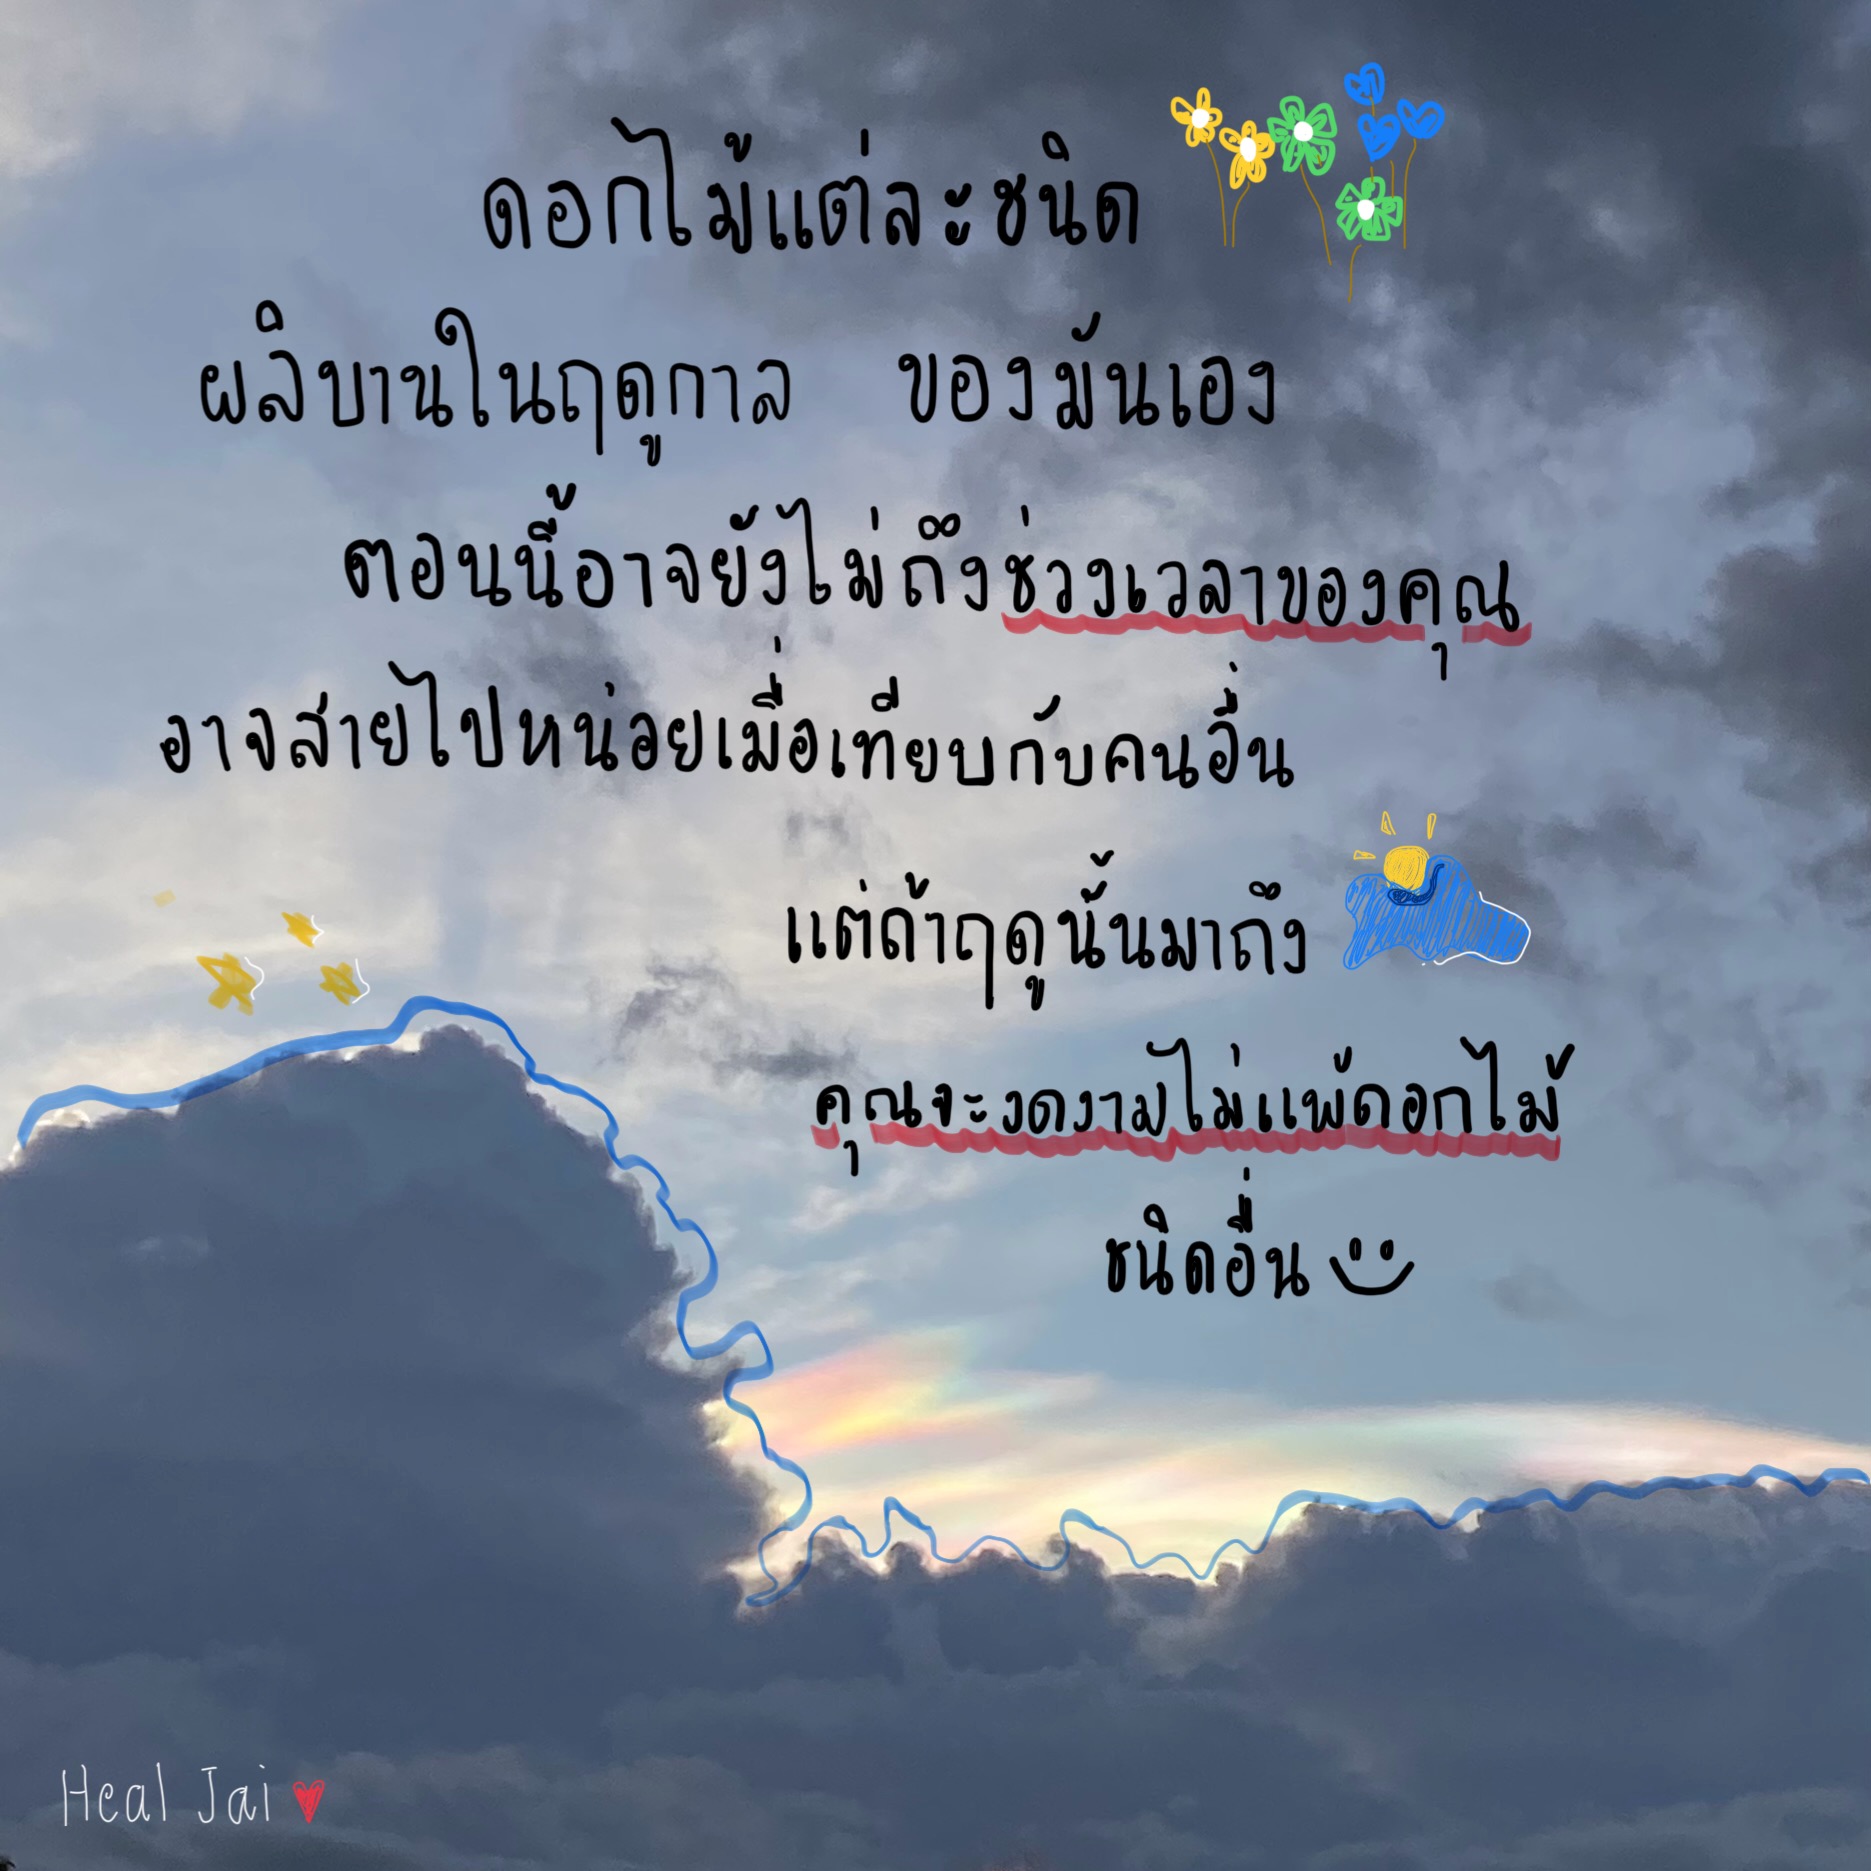 ดอกไม้แต่ละชนิด
ผลิบานในฤดูกาล ของมันเอง
ตอนนี้อาจยังไม่ถึงช่วงเวลาของคุณ
อาจสายไปหน่อยเมื่อเทียบกับคนอื่น
แต่ถ้าฤดูนั้นมาถึง
คุณจะงดงามไม่แพ้ดอกไม้
ชนิดอื่น
Heal Jai